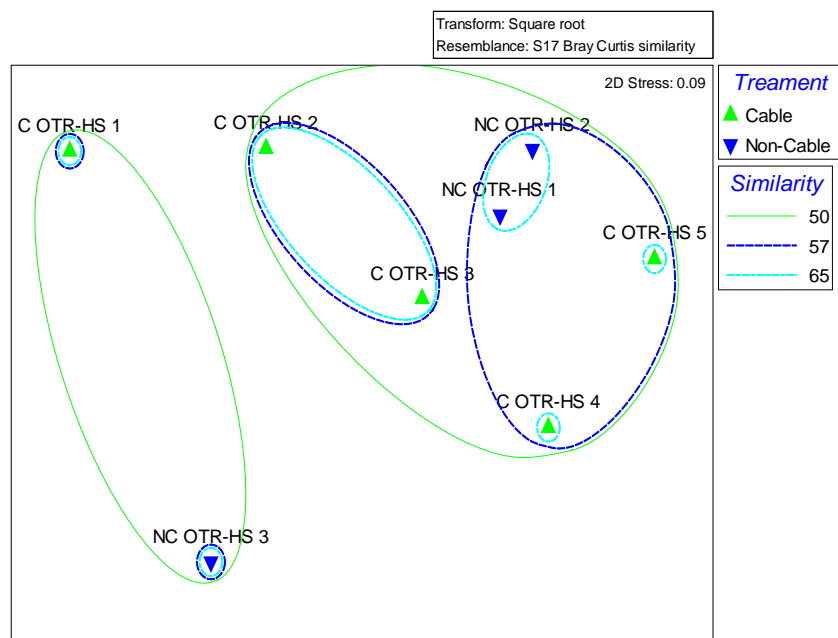 Transform: Square root
Resemblance: S17 Bray Curtis similarity
2D Stress: 0.09
Treament
Cable
Non-Cable
Similarity
50
57
65
C OTR-HS 1
C OTR-HS 2
NC OTR-HS 2
NC OTR-HS 1
C OTR-HS 5
C OTR-HS 3
C OTR-HS 4
NC OTR-HS 3